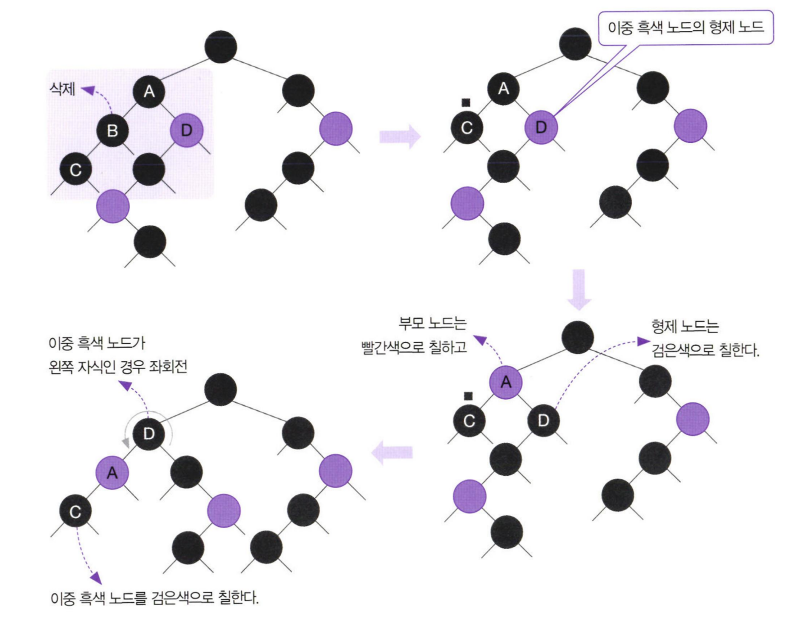 이중 흑색 노드의 형제 노드
삭제
A
B
D
C
A
C
D
부모 노드는
빨간색으로 칠하고
형제 노드는
검은색으로 칠한다.
A
C
D
이중 흑색 노드가
왼쪽 자식인 경우 좌회전
D
A
C
이중 흑색 노드를 검은색으로 칠한다.